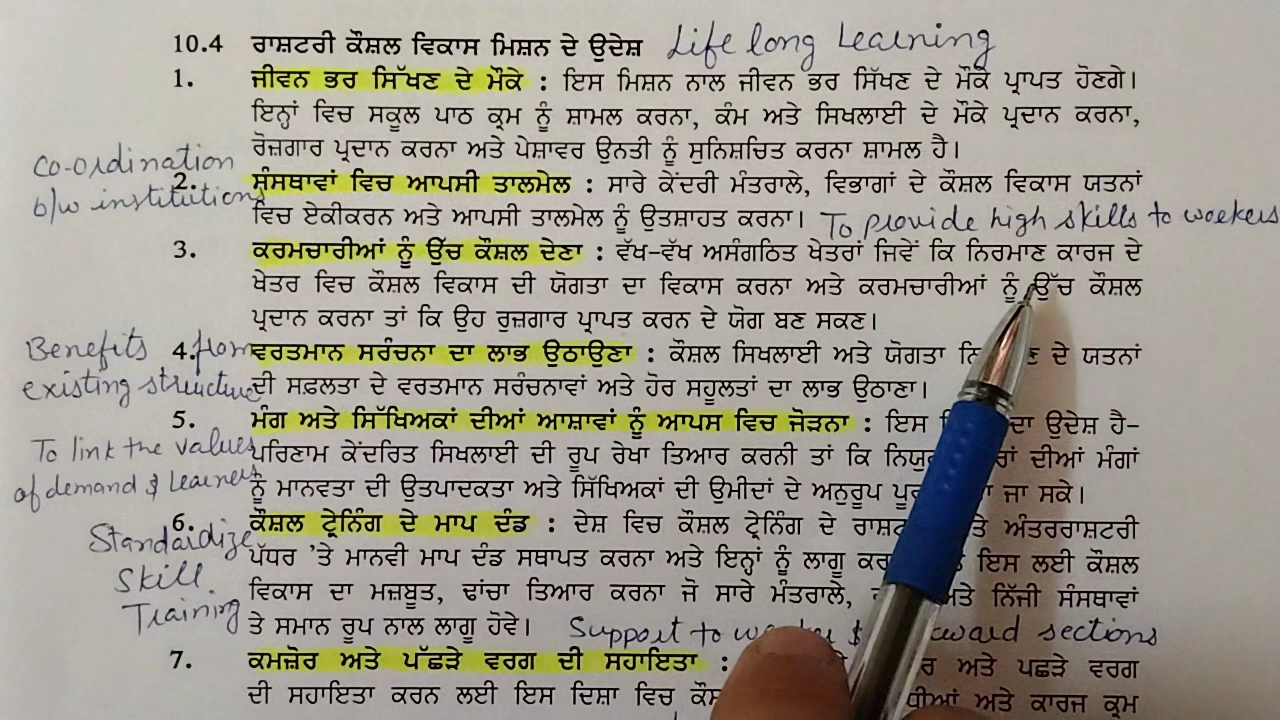 10.4 ਰਾਸ਼ਟਰੀ ਕੌਸ਼ਲ ਵਿਕਾਸ ਮਿਸ਼ਨ ਦੇ ਉਦੇਸ਼ Life long Learning
1. ਜੀਵਨ ਭਰ ਸਿੱਖਣ ਦੇ ਮੌਕੇ : ਇਸ ਮਿਸ਼ਨ ਨਾਲ ਜੀਵਨ ਭਰ ਸਿੱਖਣ ਦੇ ਮੌਕੇ ਪ੍ਰਾਪਤ ਹੋਣਗੇ।
ਇਨ੍ਹਾਂ ਵਿਚ ਸਕੂਲ ਪਾਠ ਕ੍ਰਮ ਨੂੰ ਸ਼ਾਮਲ ਕਰਨਾ, ਕੰਮ ਅਤੇ ਸਿਖਲਾਈ ਦੇ ਮੌਕੇ ਪ੍ਰਦਾਨ ਕਰਨਾ,
ਰੋਜ਼ਗਾਰ ਪ੍ਰਦਾਨ ਕਰਨਾ ਅਤੇ ਪੇਸ਼ਾਵਰ ਉਨਤੀ ਨੂੰ ਸੁਨਿਸ਼ਚਿਤ ਕਰਨਾ ਸ਼ਾਮਲ ਹੈ।
co-ordination
b/w institutions
2. ਸੰਸਥਾਵਾਂ ਵਿਚ ਆਪਸੀ ਤਾਲਮੇਲ : ਸਾਰੇ ਕੇਂਦਰੀ ਮੰਤਰਾਲੇ, ਵਿਭਾਗਾਂ ਦੇ ਕੌਸ਼ਲ ਵਿਕਾਸ ਯਤਨਾਂ
ਵਿਚ ਏਕੀਕਰਨ ਅਤੇ ਆਪਸੀ ਤਾਲਮੇਲ ਨੂੰ ਉਤਸ਼ਾਹਤ ਕਰਨਾ। To provide high skills to workers
3. ਕਰਮਚਾਰੀਆਂ ਨੂੰ ਉੱਚ ਕੌਸ਼ਲ ਦੇਣਾ : ਵੱਖ-ਵੱਖ ਅਸੰਗਠਿਤ ਖੇਤਰਾਂ ਜਿਵੇਂ ਕਿ ਨਿਰਮਾਣ ਕਾਰਜ ਦੇ
ਖੇਤਰ ਵਿਚ ਕੌਸ਼ਲ ਵਿਕਾਸ ਦੀ ਯੋਗਤਾ ਦਾ ਵਿਕਾਸ ਕਰਨਾ ਅਤੇ ਕਰਮਚਾਰੀਆਂ ਨੂੰ ਉੱਚ ਕੌਸ਼ਲ
ਪ੍ਰਦਾਨ ਕਰਨਾ ਤਾਂ ਕਿ ਉਹ ਰੁਜ਼ਗਾਰ ਪ੍ਰਾਪਤ ਕਰਨ ਦੇ ਯੋਗ ਬਣ ਸਕਣ।
Benefits from
existing structure
4. ਵਰਤਮਾਨ ਸਰੰਚਨਾ ਦਾ ਲਾਭ ਉਠਾਉਣਾ : ਕੌਸ਼ਲ ਸਿਖਲਾਈ ਅਤੇ ਯੋਗਤਾ ਦੇ ਯਤਨਾਂ
ਦੀ ਸਫ਼ਲਤਾ ਦੇ ਵਰਤਮਾਨ ਸਰੰਚਨਾਵਾਂ ਅਤੇ ਹੋਰ ਸਹੂਲਤਾਂ ਦਾ ਲਾਭ ਉਠਾਣਾ।
5. ਮੰਗ ਅਤੇ ਸਿੱਖਿਅਕਾਂ ਦੀਆਂ ਆਸ਼ਾਵਾਂ ਨੂੰ ਆਪਸ ਵਿਚ ਜੋੜਨਾ : ਇਸ ਦਾ ਉਦੇਸ਼ ਹੈ-
To link the values
of demand & Learners
ਪਰਿਣਾਮ ਕੇਂਦਰਿਤ ਸਿਖਲਾਈ ਦੀ ਰੂਪ ਰੇਖਾ ਤਿਆਰ ਕਰਨੀ ਤਾਂ ਕਿ ਦੀਆਂ ਮੰਗਾਂ
ਨੂੰ ਮਾਨਵਤਾ ਦੀ ਉਤਪਾਦਕਤਾ ਅਤੇ ਸਿੱਖਿਅਕਾਂ ਦੀ ਉਮੀਦਾਂ ਦੇ ਅਨੁਰੂਪ ਜਾ ਸਕੇ।
Standardize
skill
Training
6. ਕੌਸ਼ਲ ਟ੍ਰੇਨਿੰਗ ਦੇ ਮਾਪ ਦੰਡ : ਦੇਸ਼ ਵਿਚ ਕੌਸ਼ਲ ਟ੍ਰੇਨਿੰਗ ਦੇ ਅੰਤਰਰਾਸ਼ਟਰੀ
ਪੱਧਰ 'ਤੇ ਮਾਨਵੀ ਮਾਪ ਦੰਡ ਸਥਾਪਤ ਕਰਨਾ ਅਤੇ ਇਨ੍ਹਾਂ ਨੂੰ ਲਾਗੂ ਇਸ ਲਈ ਕੌਸ਼ਲ
ਵਿਕਾਸ ਦਾ ਮਜ਼ਬੂਤ, ਢਾਂਚਾ ਤਿਆਰ ਕਰਨਾ ਜੋ ਸਾਰੇ ਮੰਤਰਾਲੇ, ਅਤੇ ਨਿੱਜੀ ਸੰਸਥਾਵਾਂ
ਤੇ ਸਮਾਨ ਰੂਪ ਨਾਲ ਲਾਗੂ ਹੋਵੇ। Support to sections
7. ਕਮਜ਼ੋਰ ਅਤੇ ਪੱਛੜੇ ਵਰਗ ਦੀ ਸਹਾਇਤਾ : ਅਤੇ ਪਛੜੇ ਵਰਗ
ਦੀ ਸਹਾਇਤਾ ਕਰਨ ਲਈ ਇਸ ਦਿਸ਼ਾ ਵਿਚ ਅਤੇ ਕਾਰਜ ਕ੍ਰਮ